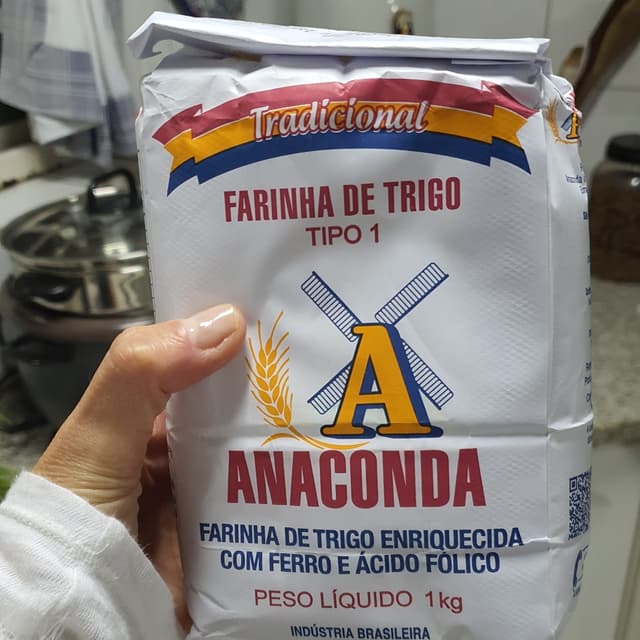 Tradicional
FARINHA DE TRIGO
TIPO 1
A
ANACONDA
FARINHA DE TRIGO ENRIQUECIDA
COM FERRO E ÁCIDO FÓLICO
PESO LÍQUIDO 1kg
INDÚSTRIA BRASILEIRA